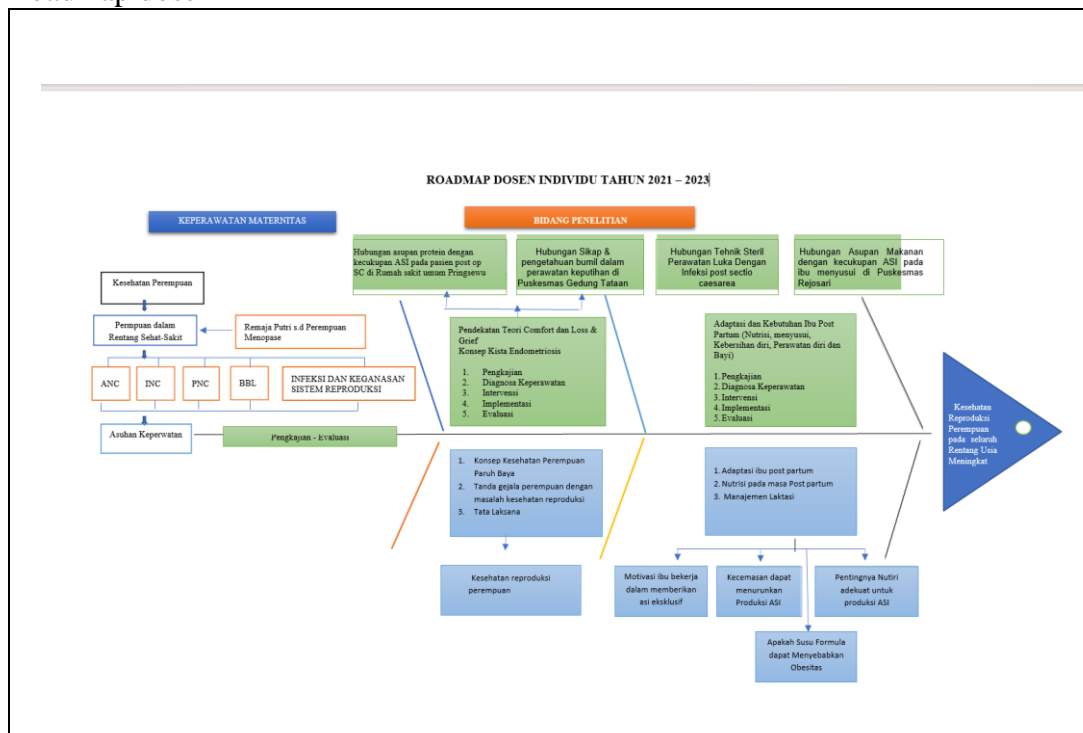 ROADMAP DOSEN INDIVIDU TAHUN 2021 – 2023
KEPERAWATAN MATERNITAS
BIDANG PENELITIAN
Hubungan asupan protein dengan
kecukupan ASI pada pasien post op
SC di Rumah sakit umum Pringsewu
Hubungan Sikap &
pengetahuan bumil dalam
perawatan keputihan di
Puskesmas Gedung Tataan
Hubungan Tehnik Steril
Perawatan Luka Dengan
Infeksi post sectio
caesarea
Hubungan Asupan Makanan
dengan kecukupan ASI pada
ibu menyusui di Puskesmas
Rejosari
Kesehatan Perempuan
Permpuan dalam
Rentang Sehat-Sakit
Remaja Putri s.d Perempuan
Menopase
ANC
INC
PNC
BBL
INFEKSI DAN KEGANASAN
SISTEM REPRODUKSI
Asuhan Keperwatan
Pengkajian - Evaluasi
Pendekatan Teori Comfort dan Loss &
Grief
Konsep Kista Endometriosis
1. Pengkajian
2. Diagnosa Keperawatan
3. Intervensi
4. Implementasi
5. Evaluasi
Adaptasi dan Kebutuhan Ibu Post
Partum (Nutrisi, menyusui,
Kebersihan diri, Perawatan diri dan
Bayi)
1. Pengkajian
2. Diagnosa Keperawatan
3. Intervensi
4. Implementasi
5. Evaluasi
Kesehatan
Reproduksi
Perempuan
pada seluruh
Rentang Usia
Meningkat
1. Konsep Kesehatan Perempuan
Paruh Baya
2. Tanda gejala perempuan dengan
masalah kesehatan reproduksi
3. Tata Laksana
1. Adaptasi ibu post partum
2. Nutrisi pada masa Post partum
3. Manajemen Laktasi
Kesehatan reproduksi
perempuan
Motivasi ibu bekerja
dalam memberikan
asi eksklusif
Kecemasan dapat
menurunkan
Produksi ASI
Pentingnya Nutiri
adekuat untuk
produksi ASI
Apakah Susu Formula
dapat Menyebabkan
Obesitas